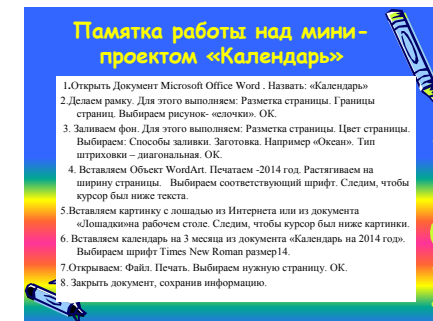 Памятка работы над мини-
проектом «Календарь»
1.Открыть Документ Microsoft Office Word . Назвать: «Календарь»
2.Делаем рамку. Для этого выполняем: Разметка страницы. Границы
страниц. Выбираем рисунок- «елочки». ОК.
3. Заливаем фон. Для этого выполняем: Разметка страницы. Цвет страницы.
Выбираем: Способы заливки. Заготовка. Например «Океан». Тип
штриховки – диагональная. ОК.
4. Вставляем Объект WordArt. Печатаем -2014 год. Растягиваем на
ширину страницы. Выбираем соответствующий шрифт. Следим, чтобы
курсор был ниже текста.
5.Вставляем картинку с лошадью из Интернета или из документа
«Лошадки»на рабочем столе. Следим, чтобы курсор был ниже картинки.
6. Вставляем календарь на 3 месяца из документа «Календарь на 2014 год».
Выбираем шрифт Times New Roman размер14.
7.Открываем: Файл. Печать. Выбираем нужную страницу. ОК.
8. Закрыть документ, сохранив информацию.